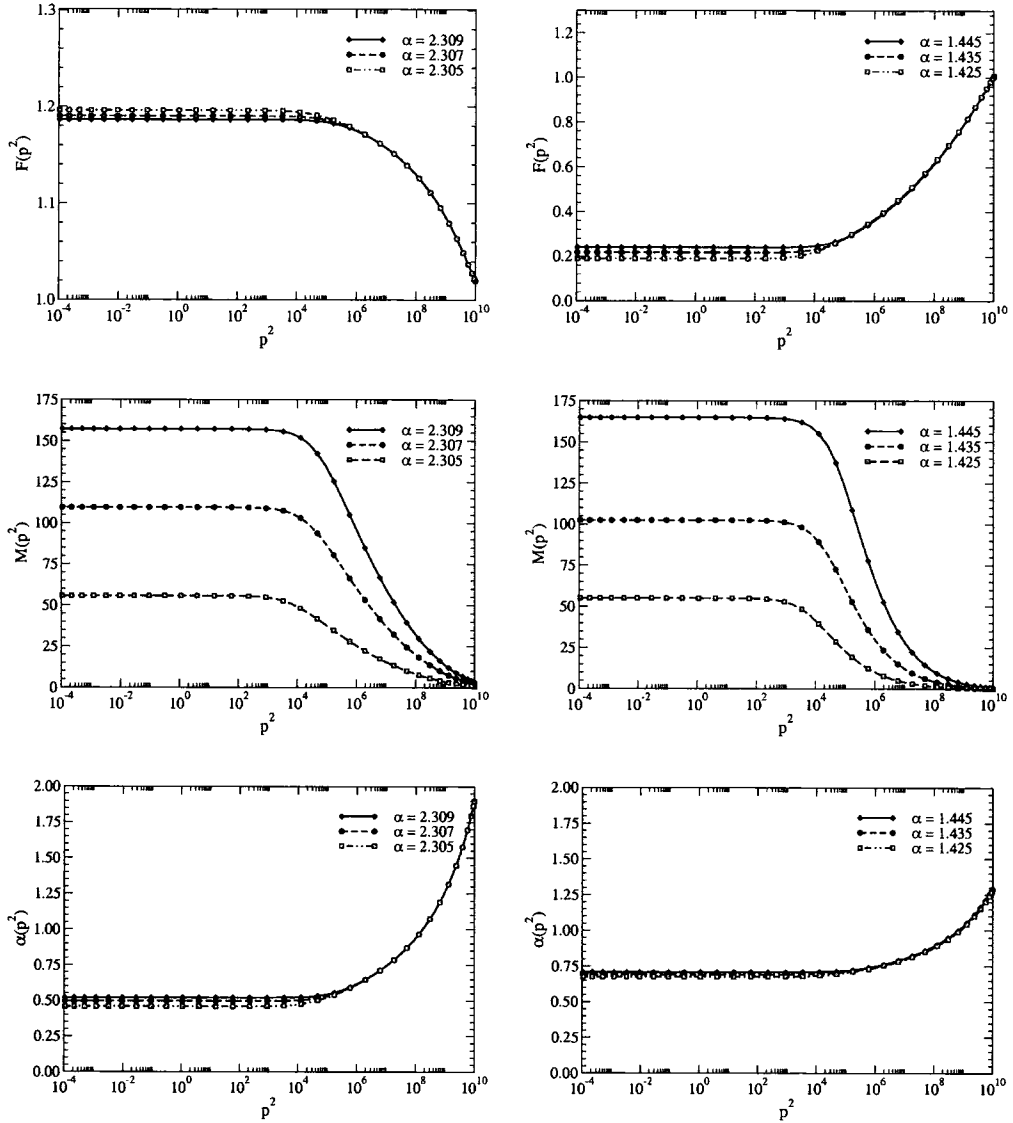 1.3
1.2
1.1
1.0
F(p²)
α = 2.309
α = 2.307
α = 2.305
10⁻⁴ 10⁻² 10⁰ 10² 10⁴ 10⁶ 10⁸ 10¹⁰
p²
1.2
1.0
0.8
0.6
0.4
0.2
0.0
F(p²)
α = 1.445
α = 1.435
α = 1.425
10⁻⁴ 10⁻² 10⁰ 10² 10⁴ 10⁶ 10⁸ 10¹⁰
p²
175
150
125
100
75
50
25
0
M(p²)
α = 2.309
α = 2.307
α = 2.305
10⁻⁴ 10⁻² 10⁰ 10² 10⁴ 10⁶ 10⁸ 10¹⁰
p²
175
150
125
100
75
50
25
0
M(p²)
α = 1.445
α = 1.435
α = 1.425
10⁻⁴ 10⁻² 10⁰ 10² 10⁴ 10⁶ 10⁸ 10¹⁰
p²
2.00
1.75
1.50
1.25
1.00
0.75
0.50
0.25
0.00
α(p²)
α = 2.309
α = 2.307
α = 2.305
10⁻⁴ 10⁻² 10⁰ 10² 10⁴ 10⁶ 10⁸ 10¹⁰
p²
2.00
1.75
1.50
1.25
1.00
0.75
0.50
0.25
0.00
α(p²)
α = 1.445
α = 1.435
α = 1.425
10⁻⁴ 10⁻² 10⁰ 10² 10⁴ 10⁶ 10⁸ 10¹⁰
p²